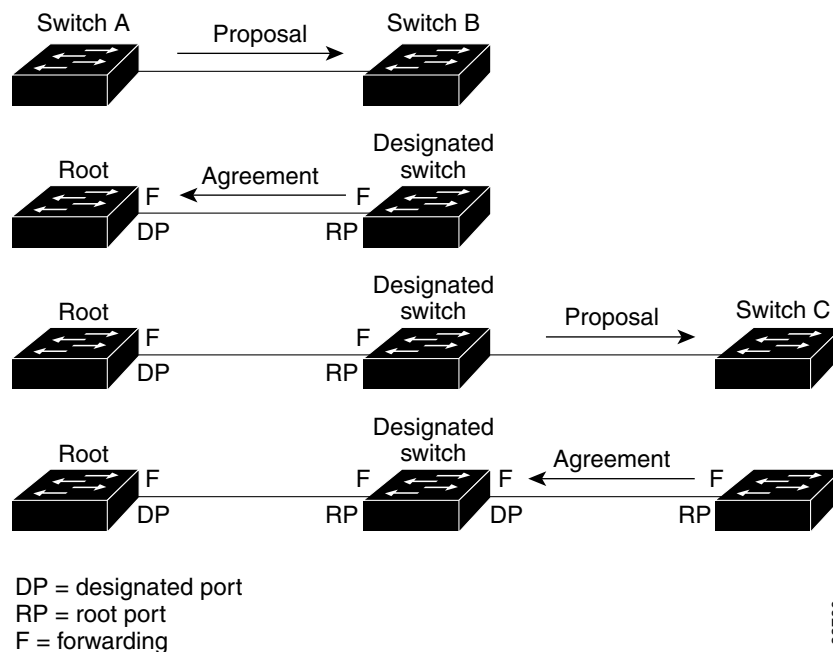 Switch A
Proposal
Switch B
Root
F
Agreement
F
Designated
switch
DP
RP
Root
F
F
Designated
switch
Proposal
Switch C
DP
RP
Root
F
F
Designated
switch
F
Agreement
F
DP
RP
DP
RP
DP = designated port
RP = root port
F = forwarding